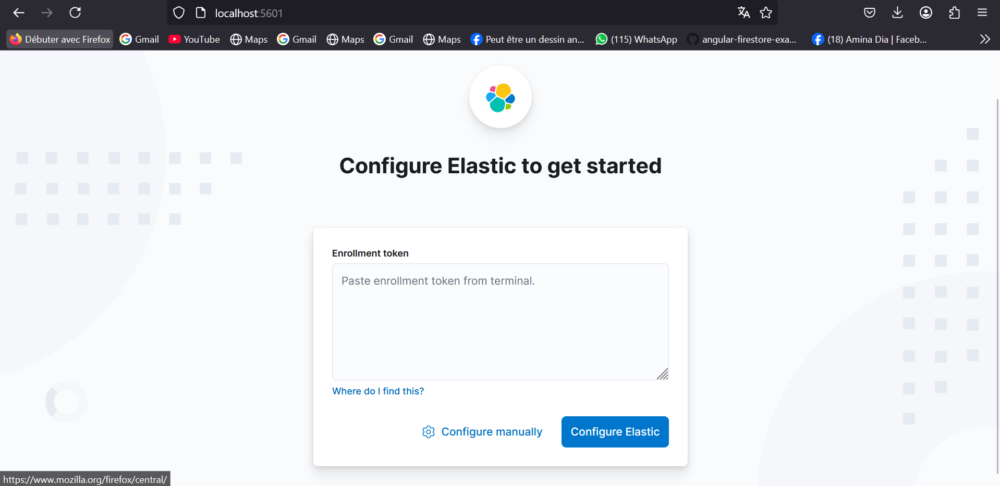 localhost:5601
Débuter avec Firefox Gmail YouTube Maps Gmail Maps Gmail Maps Peut être un dessin an... (115) WhatsApp angular-firestore-exa... (18) Amina Dia | Faceb...
Configure Elastic to get started
Enrollment token
Paste enrollment token from terminal.
Where do I find this?
Configure manually Configure Elastic
https://www.mozilla.org/firefox/central/